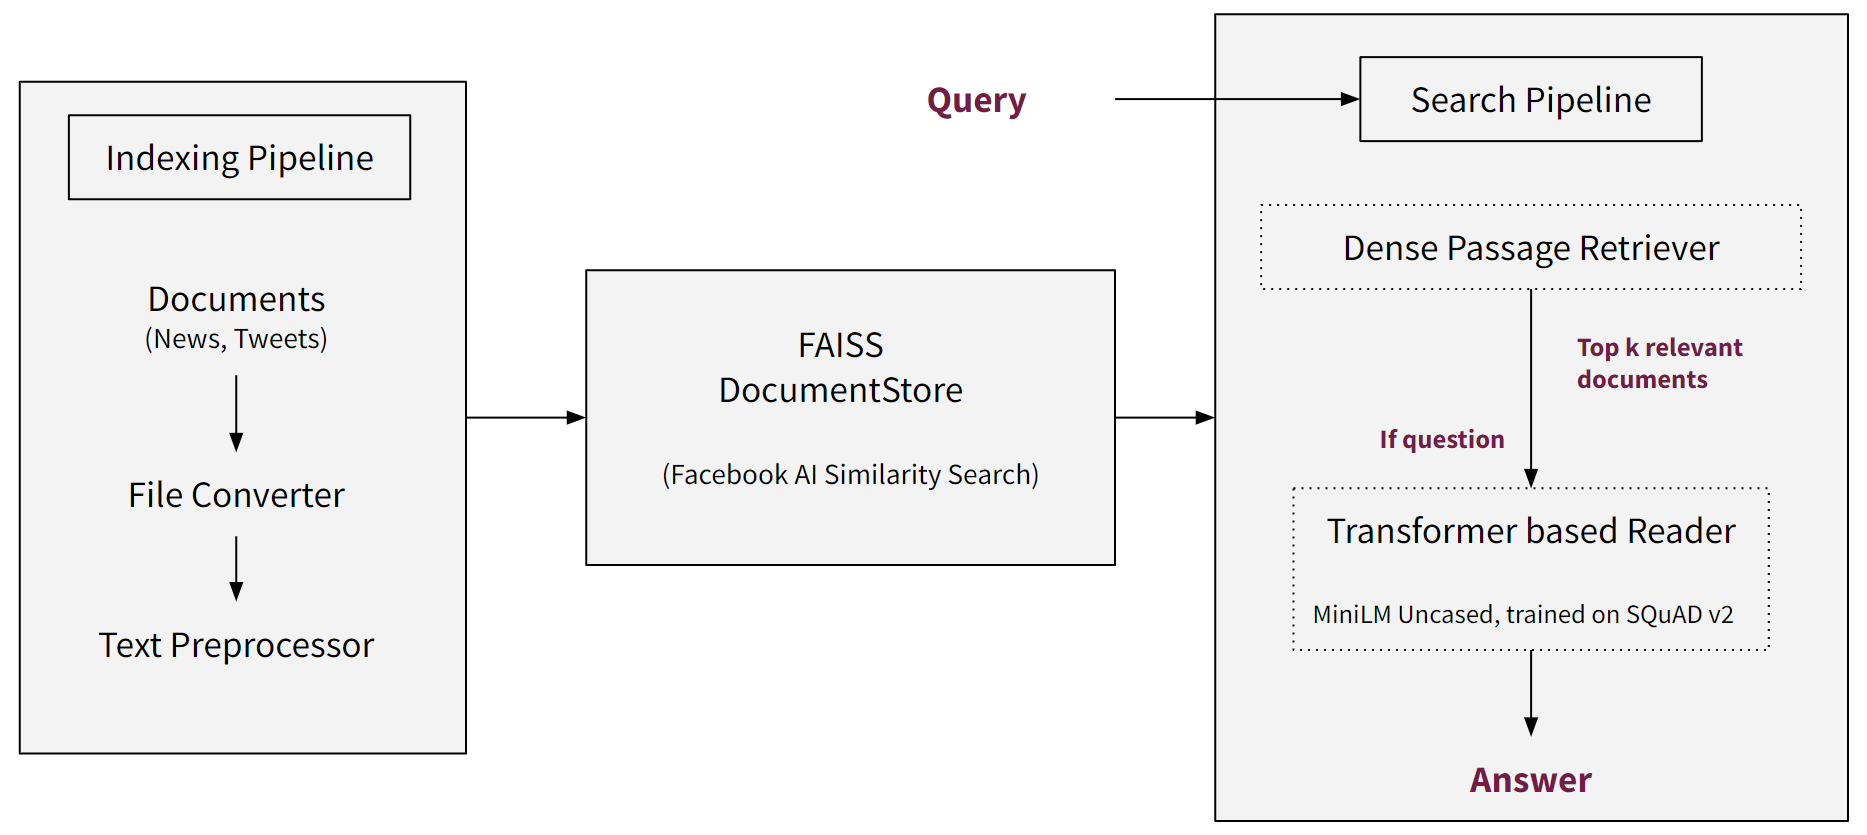 Indexing Pipeline
Documents
(News, Tweets)
File Converter
Text Preprocessor
FAISS
DocumentStore
(Facebook AI Similarity Search)
Query
Search Pipeline
Dense Passage Retriever
Top k relevant
documents
If question
Transformer based Reader
MiniLM Uncased, trained on SQuAD v2
Answer